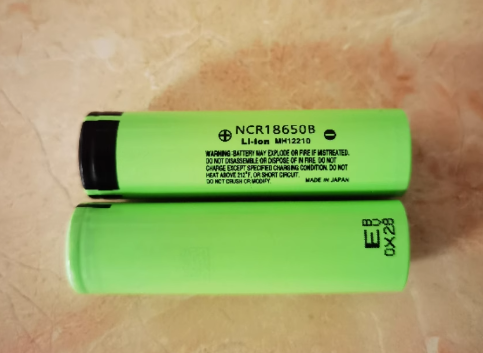 ⊕ NCR18650B ⊖
Li-ion MH12210
WARNING: BATTERY MAY EXPLODE OR FIRE IF MISTREATED.
DO NOT DISASSEMBLE OR DISPOSE OF IN FIRE. DO NOT
CHARGE EXCEPT SPECIFIED CHARGING CONDITION. DO NOT
HEAT ABOVE 212°F, OR SHORT CIRCUIT.
DO NOT CRUSH OR MODIFY. MADE IN JAPAN
BV
E
0X28